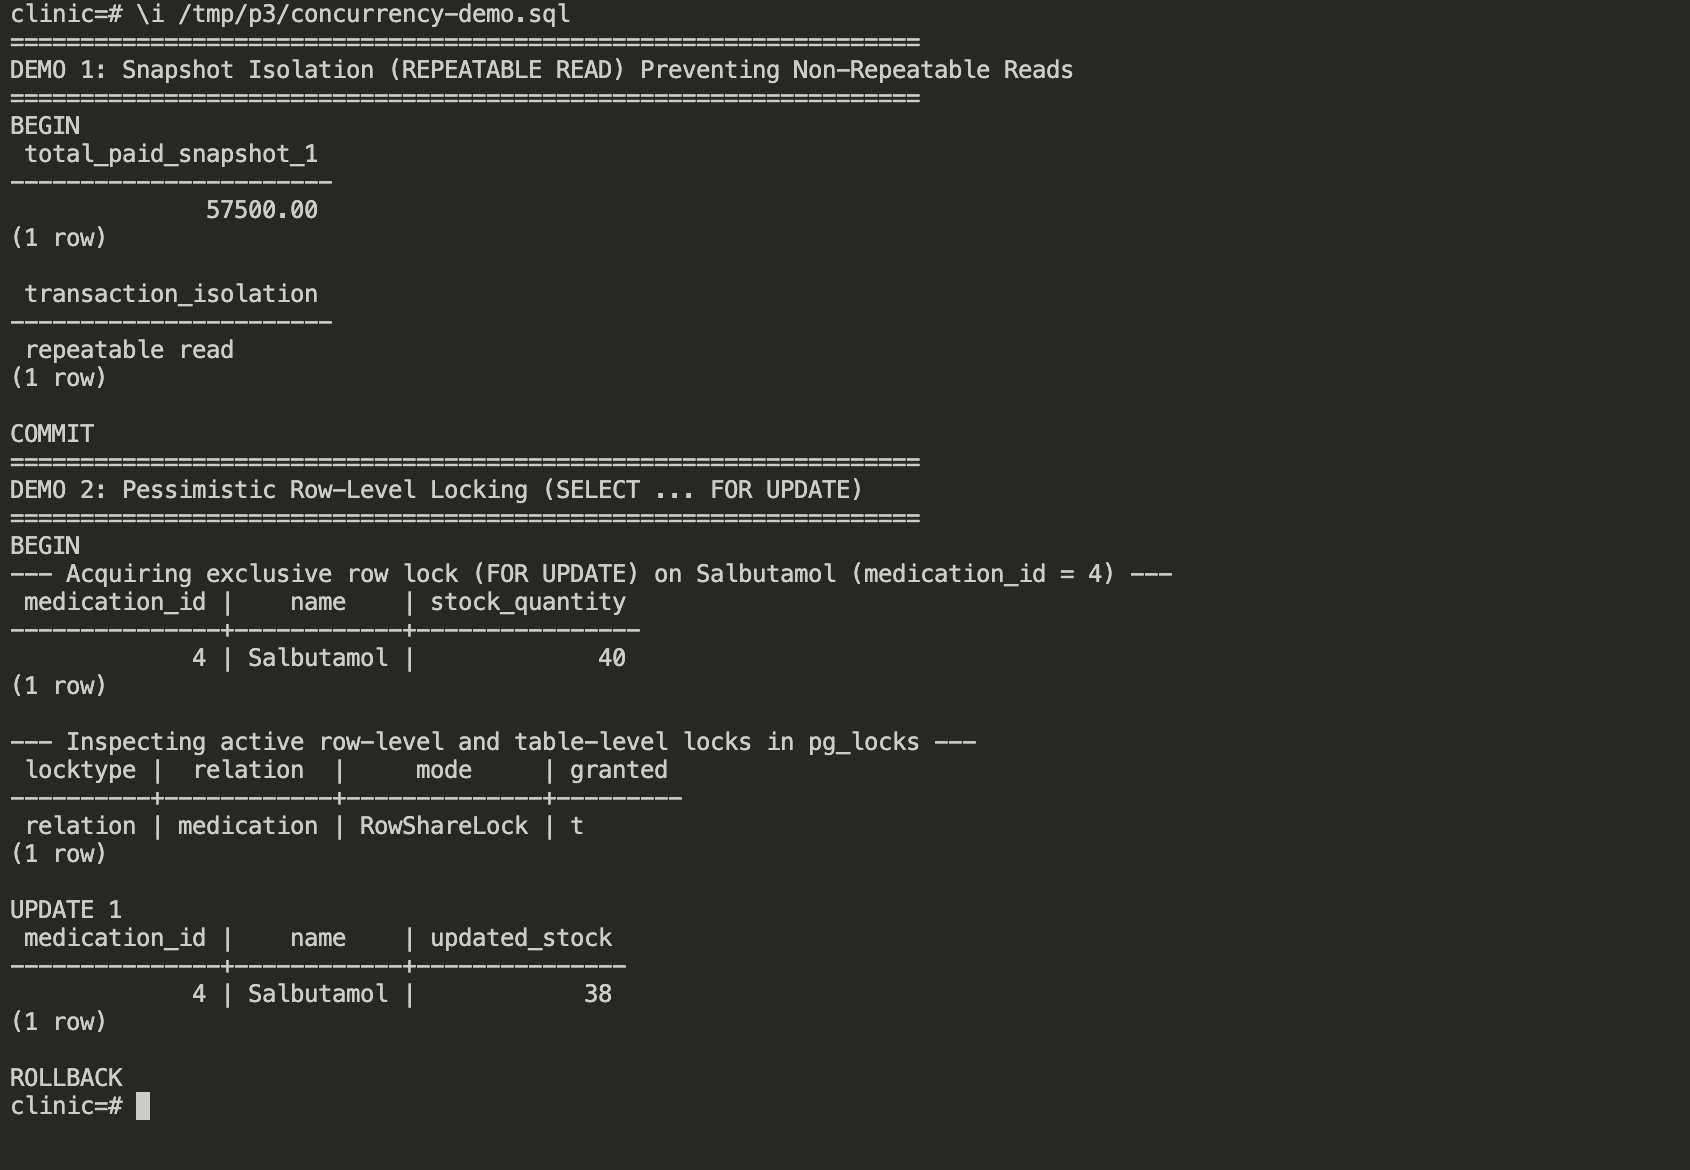 clinic=# \i /tmp/p3/concurrency-demo.sql
=================================================================
DEMO 1: Snapshot Isolation (REPEATABLE READ) Preventing Non-Repeatable Reads
=================================================================
BEGIN
 total_paid_snapshot_1
-----------------------
              57500.00
(1 row)

 transaction_isolation
-----------------------
 repeatable read
(1 row)

COMMIT
=================================================================
DEMO 2: Pessimistic Row-Level Locking (SELECT ... FOR UPDATE)
=================================================================
BEGIN
--- Acquiring exclusive row lock (FOR UPDATE) on Salbutamol (medication_id = 4) ---
 medication_id |    name    | stock_quantity
---------------+------------+----------------
             4 | Salbutamol |             40
(1 row)

--- Inspecting active row-level and table-level locks in pg_locks ---
 locktype |  relation  |     mode     | granted
----------+------------+--------------+---------
 relation | medication | RowShareLock | t
(1 row)

UPDATE 1
 medication_id |    name    | updated_stock
---------------+------------+---------------
             4 | Salbutamol |            38
(1 row)

ROLLBACK
clinic=#